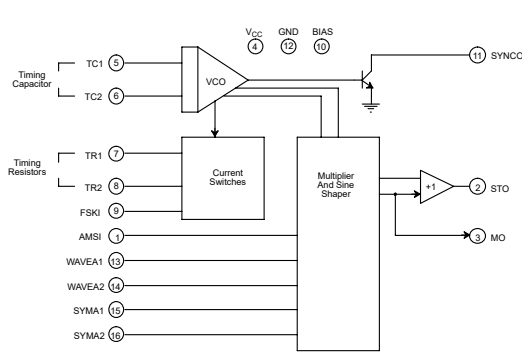 VCC GND BIAS
4 12 10
11 SYNCO
Timing
Capacitor
TC1 5
TC2 6
VCO
Timing
Resistors
TR1 7
TR2 8
FSKI 9
Current
Switches
Multiplier
And Sine
Shaper
+1
2 STO
3 MO
AMSI 1
WAVEA1 13
WAVEA2 14
SYMA1 15
SYMA2 16